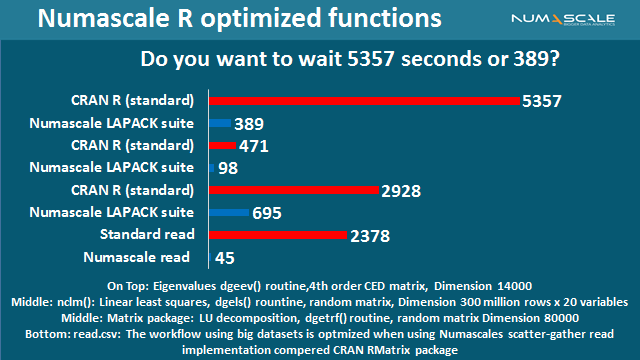 Numascale R optimized functions
NUMASCALE
BIGGER DATA ANALYTICS
Do you want to wait 5357 seconds or 389?
CRAN R (standard) 5357
Numascale LAPACK suite 389
CRAN R (standard) 471
Numascale LAPACK suite 98
CRAN R (standard) 2928
Numascale LAPACK suite 695
Standard read 2378
Numascale read 45
On Top: Eigenvalues dgeev() routine,4th order CED matrix, Dimension 14000
Middle: nclm(): Linear least squares, dgels() rountine, random matrix, Dimension 300 million rows x 20 variables
Middle: Matrix package: LU decomposition, dgetrf() routine, random matrix Dimension 80000
Bottom: read.csv: The workflow using big datasets is optmized when using Numascales scatter-gather read
implementation compered CRAN RMatrix package